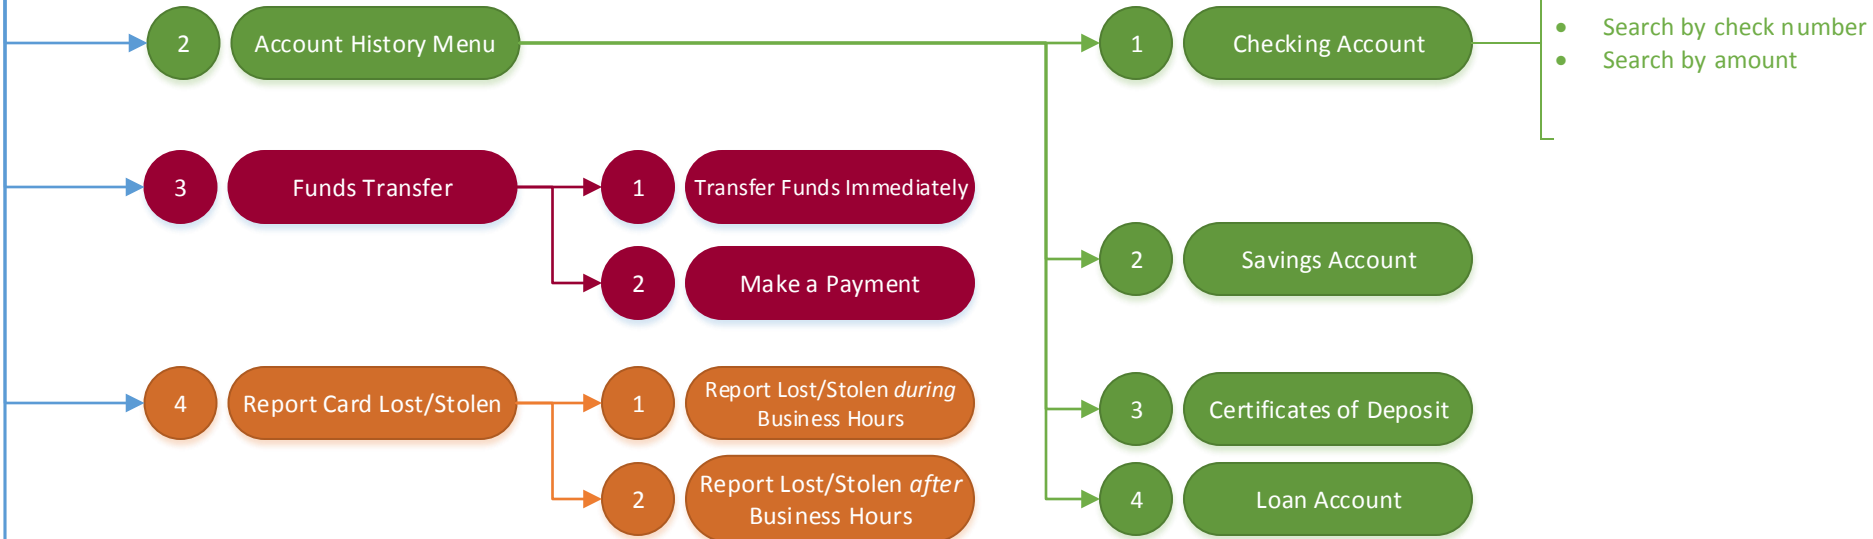 2
Account History Menu
1
Checking Account
• Search by check number
• Search by amount
3
Funds Transfer
1
Transfer Funds Immediately
2
Make a Payment
2
Savings Account
4
Report Card Lost/Stolen
1
Report Lost/Stolen during
Business Hours
2
Report Lost/Stolen after
Business Hours
3
Certificates of Deposit
4
Loan Account